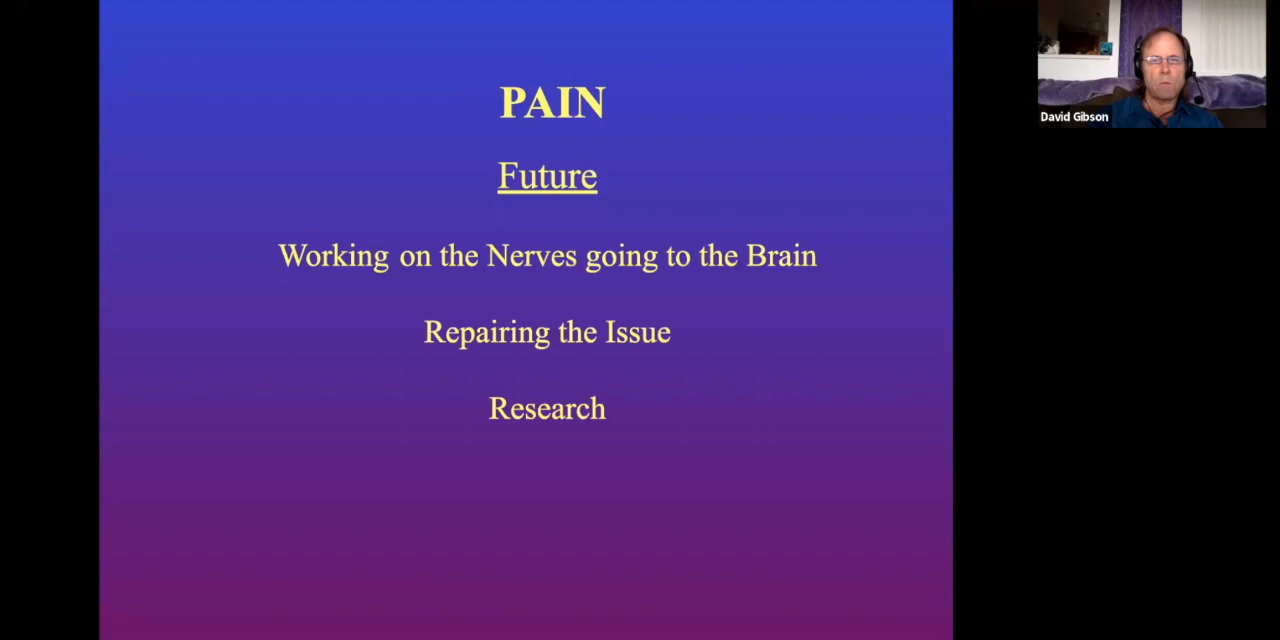 PAIN
Future
Working on the Nerves going to the Brain
Repairing the Issue
Research
David Gibson